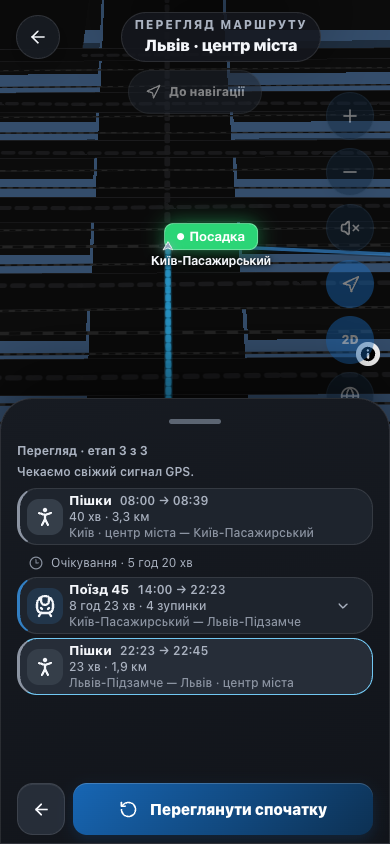 ПЕРЕГЛЯД МАРШРУТУ
Львів · центр міста
До навігації
Посадка
Київ-Пасажирський
2D
Перегляд · етап 3 з 3
Чекаємо свіжий сигнал GPS.
Пішки 08:00 → 08:39
40 хв · 3,3 км
Київ · центр міста — Київ-Пасажирський
Очікування · 5 год 20 хв
Поїзд 45 14:00 → 22:23
8 год 23 хв · 4 зупинки
Київ-Пасажирський — Львів-Підзамче
Пішки 22:23 → 22:45
23 хв · 1,9 км
Львів-Підзамче — Львів · центр міста
Переглянути спочатку